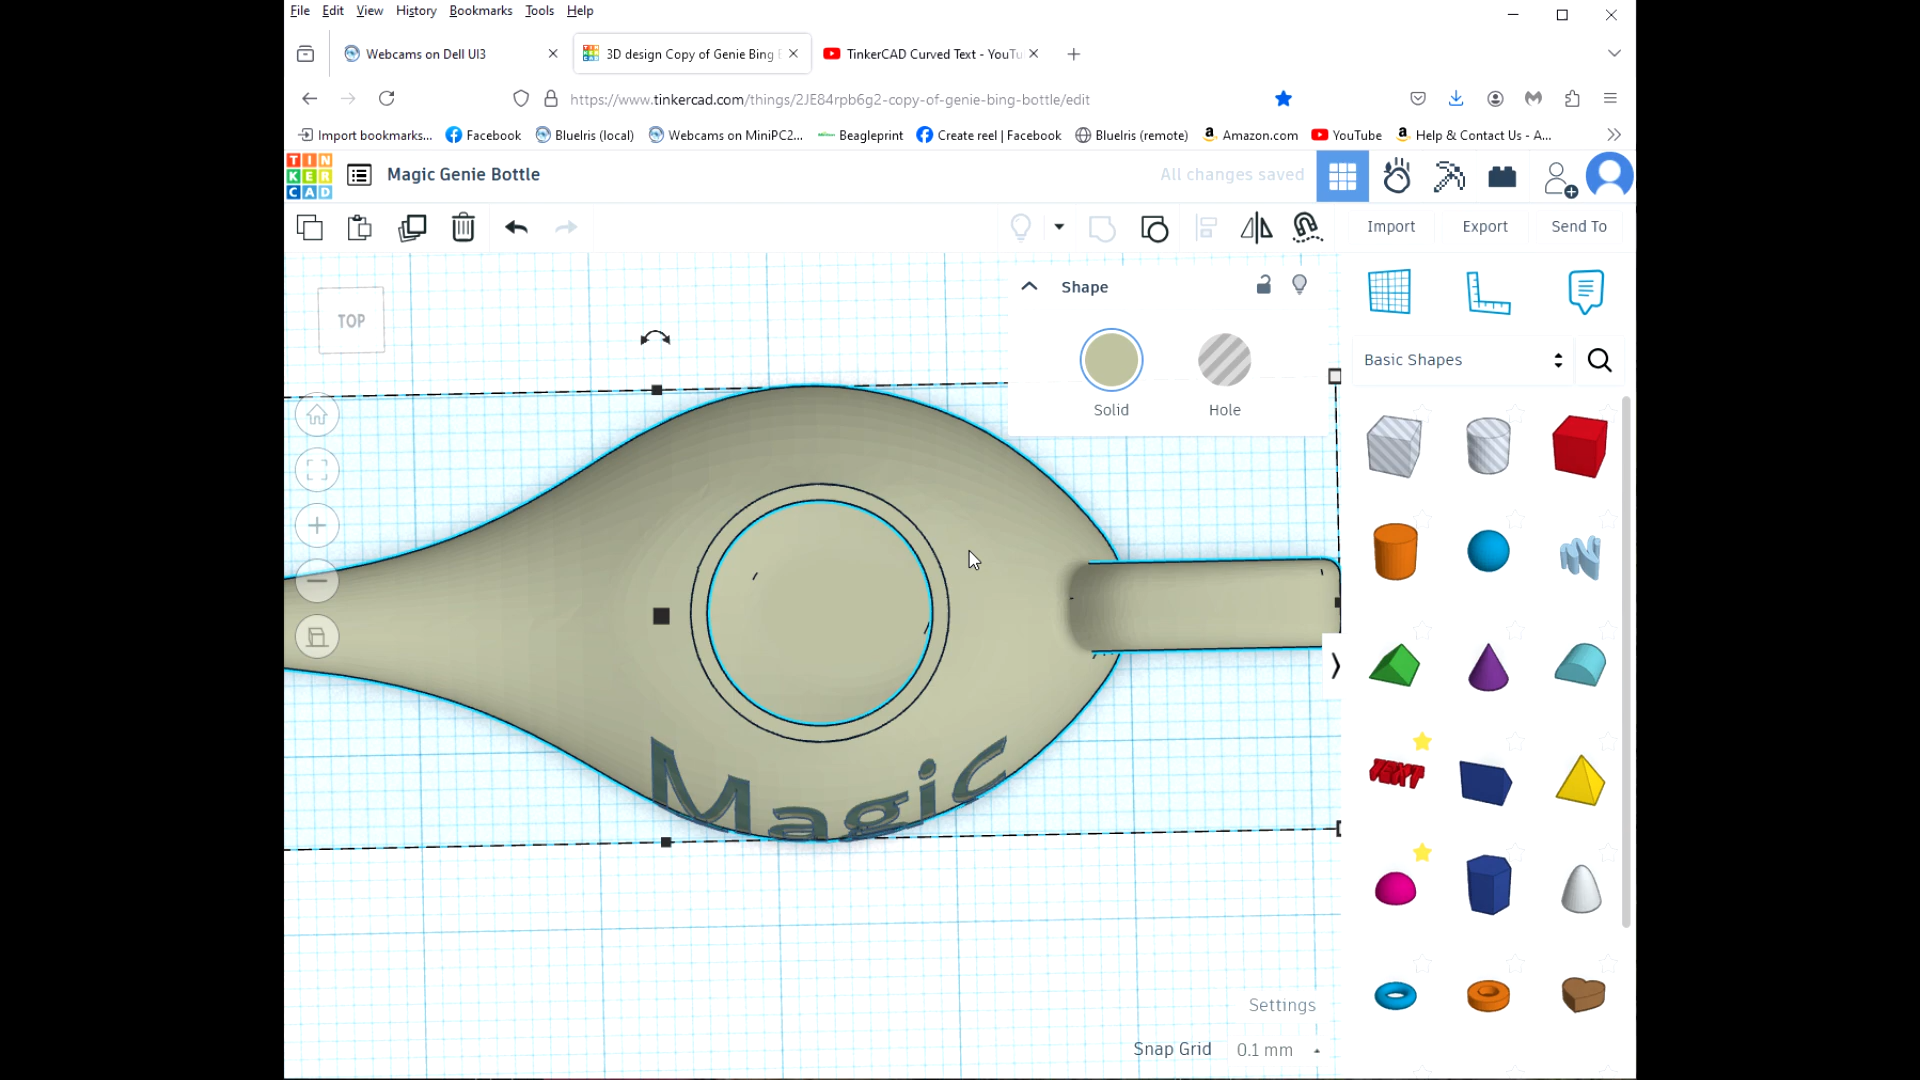 File Edit View History Bookmarks Tools Help
Webcams on Dell UI3
3D design Copy of Genie Bing
TinkerCAD Curved Text - YouTu
https://www.tinkercad.com/things/2JE84rpb6g2-copy-of-genie-bing-bottle/edit
Import bookmarks... Facebook BlueIris (local) Webcams on MiniPC2... Beagleprint Create reel | Facebook BlueIris (remote) Amazon.com YouTube Help & Contact Us - A...
TIN
KER
CAD
Magic Genie Bottle
All changes saved
Import Export Send To
TOP
Shape
Solid Hole
Basic Shapes
TEXT
Magic
Settings
Snap Grid 0.1 mm